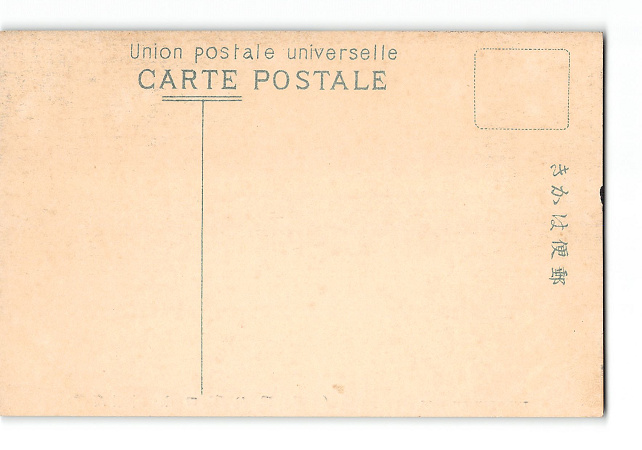 Union postale universelle
CARTE POSTALE
きかは便郵